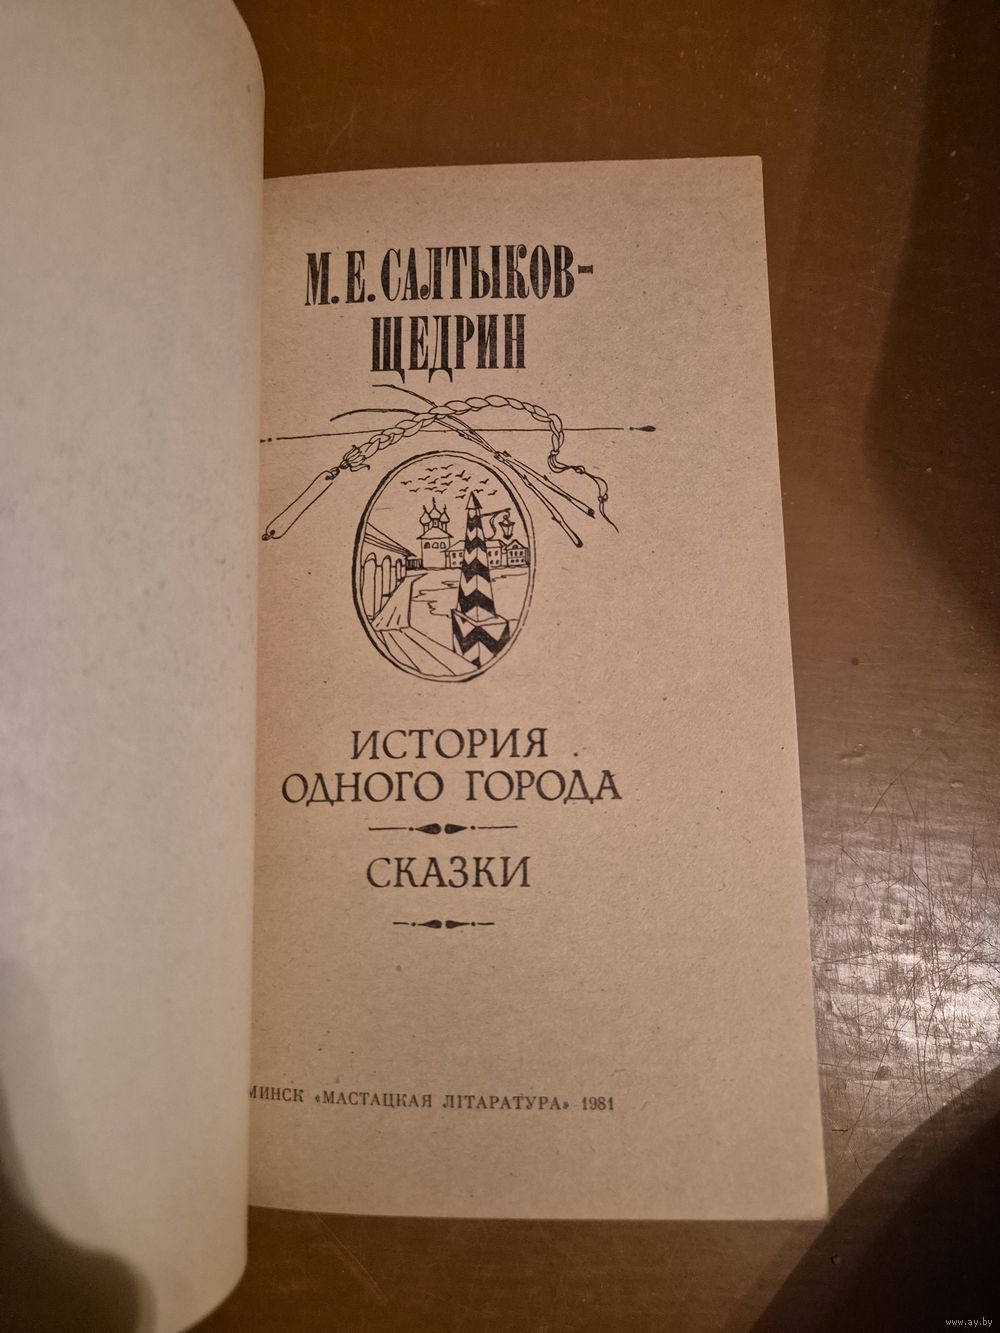 М. Е. САЛТЫКОВ-
ЩЕДРИН
ИСТОРИЯ
ОДНОГО ГОРОДА
СКАЗКИ
МИНСК «МАСТАЦКАЯ ЛІТАРАТУРА» 1981
www.ay.by